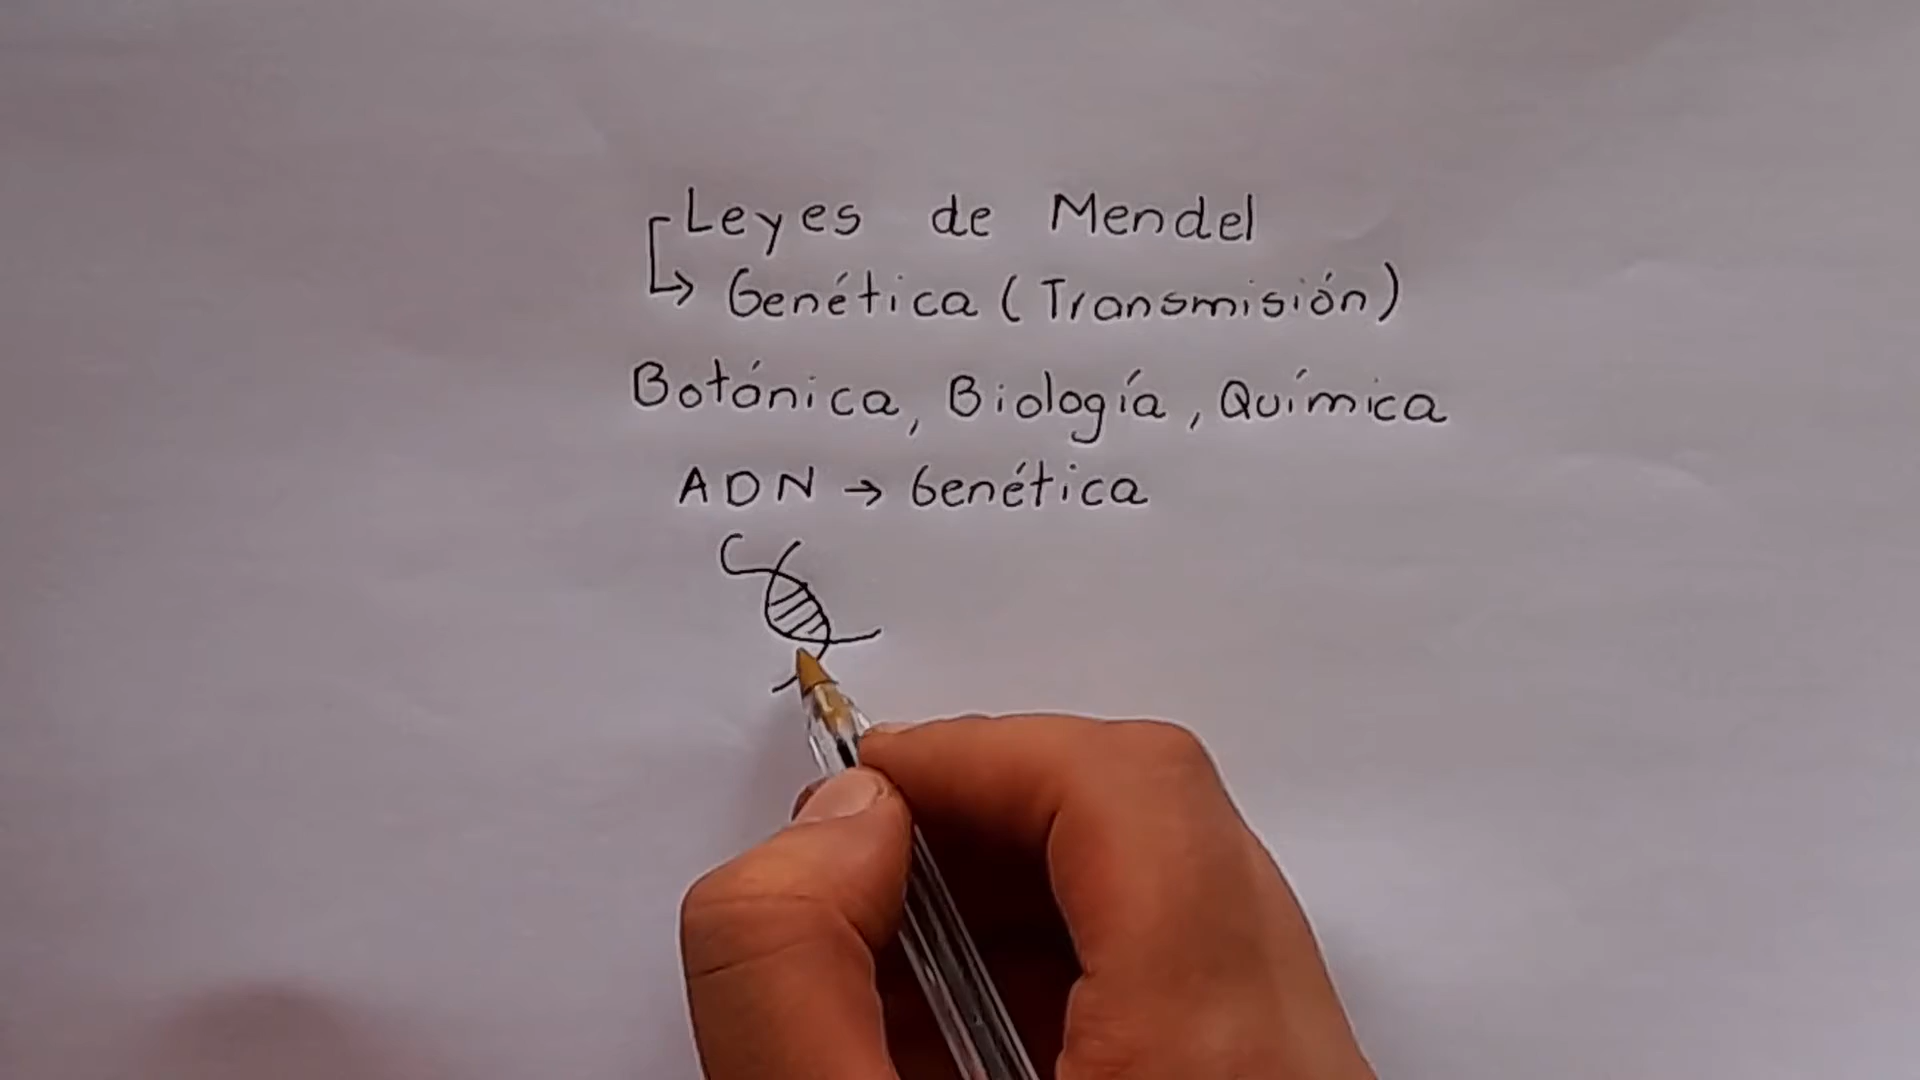 Leyes de Mendel
→ Genética (Transmisión)
Botánica, Biología, Química
ADN → Genética